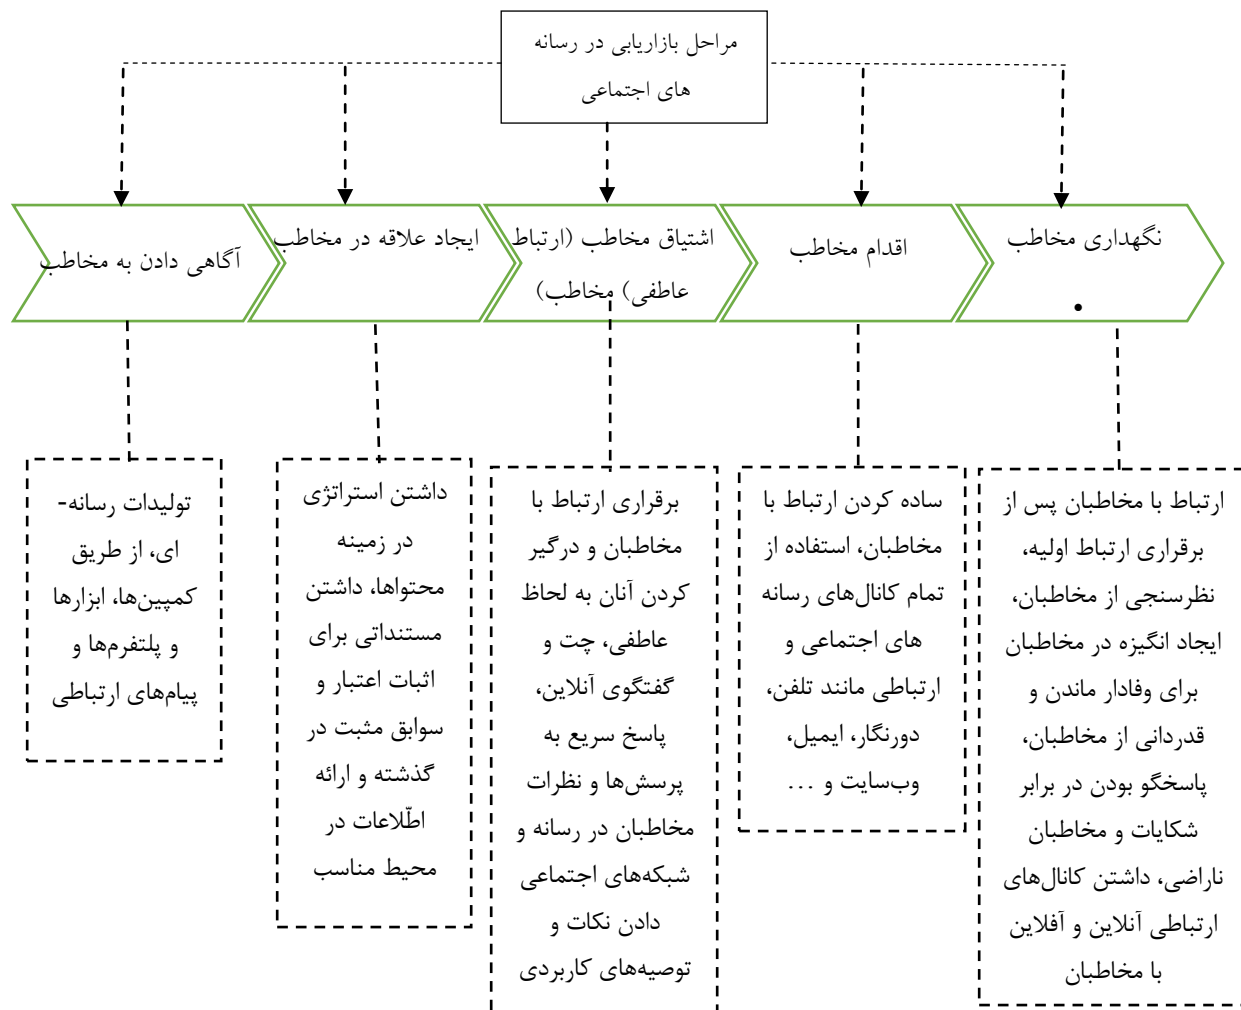 مراحل بازاریابی در رسانه
های اجتماعی
آگاهی دادن به مخاطب
ایجاد علاقه در مخاطب
اشتیاق مخاطب (ارتباط
عاطفی) مخاطب)
اقدام مخاطب
نگهداری مخاطب
•
تولیدات رسانه-
ای، از طریق
کمپین‌ها، ابزارها
و پلتفرم‌ها و
پیام‌های ارتباطی
داشتن استراتژی
در زمینه
محتواها، داشتن
مستنداتی برای
اثبات اعتبار و
سوابق مثبت در
گذشته و ارائه
اطّلاعات در
محیط مناسب
برقراری ارتباط با
مخاطبان و درگیر
کردن آنان به لحاظ
عاطفی، چت و
گفتگوی آنلاین،
پاسخ سریع به
پرسش‌ها و نظرات
مخاطبان در رسانه و
شبکه‌های اجتماعی
دادن نکات و
توصیه‌های کاربردی
ساده کردن ارتباط با
مخاطبان، استفاده از
تمام کانال‌های رسانه
های اجتماعی و
ارتباطی مانند تلفن،
دورنگار، ایمیل،
وب‌سایت و ...
ارتباط با مخاطبان پس از
برقراری ارتباط اولیه،
نظرسنجی از مخاطبان،
ایجاد انگیزه در مخاطبان
برای وفادار ماندن و
قدردانی از مخاطبان،
پاسخگو بودن در برابر
شکایات و مخاطبان
ناراضی، داشتن کانال‌های
ارتباطی آنلاین و آفلاین
با مخاطبان